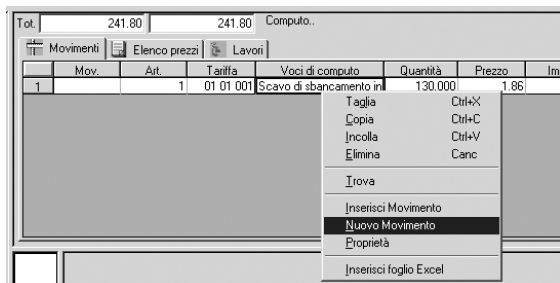 Tot. 241.80 241.80 Computo..
Movimenti Elenco prezzi Lavori
Mov. Art. Tariffa Voci di computo Quantità Prezzo Im
1 1 01 01 001 Scavo di sbancamento in 130.000 1.86
Taglia Ctrl+X
Copia Ctrl+C
Incolla Ctrl+V
Elimina Canc
Trova
Inserisci Movimento
Nuovo Movimento
Proprietà
Inserisci foglio Excel